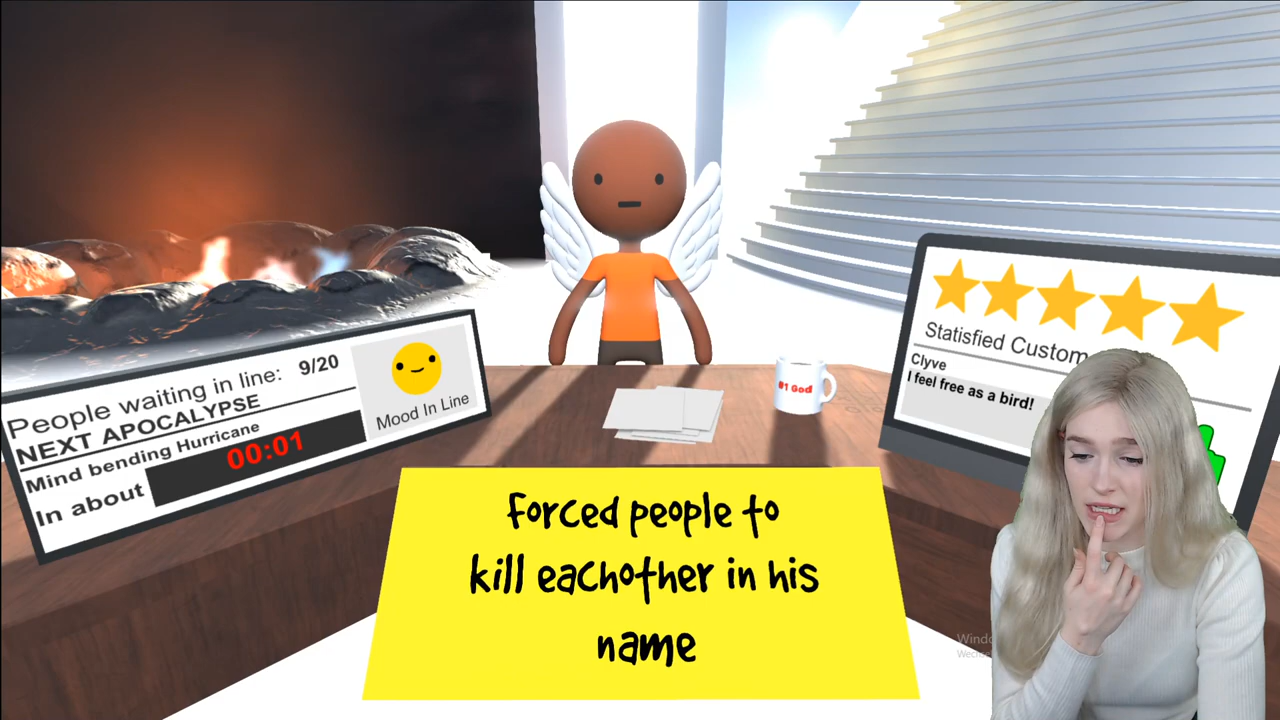 People waiting in line: 9/20
NEXT APOCALYPSE
Mind bending Hurricane
In about 00:01
Mood In Line
#1 God
Statisfied Custom
Clyve
I feel free as a bird!
Forced people to
kill eachother in his
name
Windo